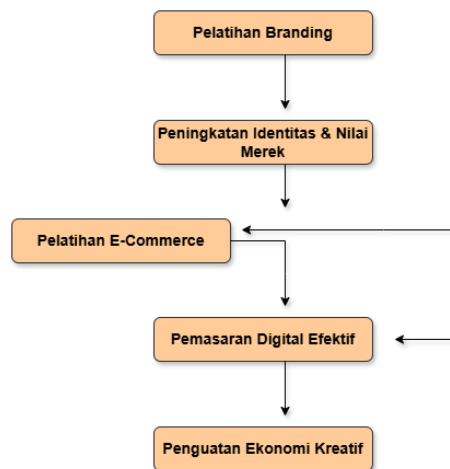 Pelatihan Branding
Peningkatan Identitas & Nilai
Merek
Pelatihan E-Commerce
Pemasaran Digital Efektif
Penguatan Ekonomi Kreatif